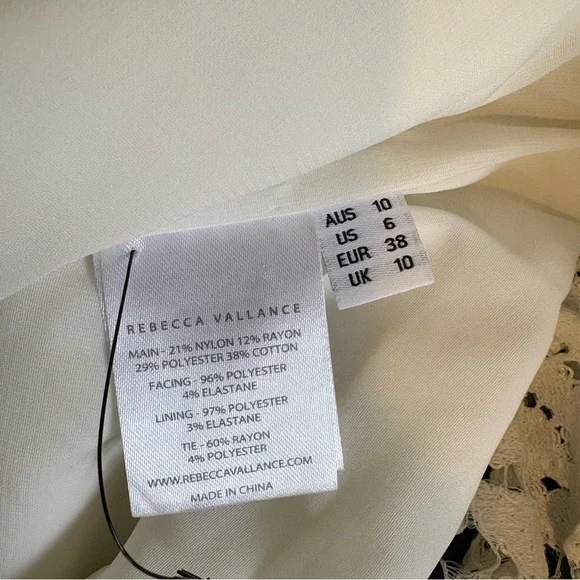 AUS 10
US 6
EUR 38
UK 10
REBECCA VALLANCE
MAIN - 21% NYLON 12% RAYON
29% POLYESTER 38% COTTON
FACING - 96% POLYESTER
4% ELASTANE
LINING - 97% POLYESTER
3% ELASTANE
TIE - 60% RAYON
4% POLYESTER
WWW.REBECCAVALLANCE.COM
MADE IN CHINA